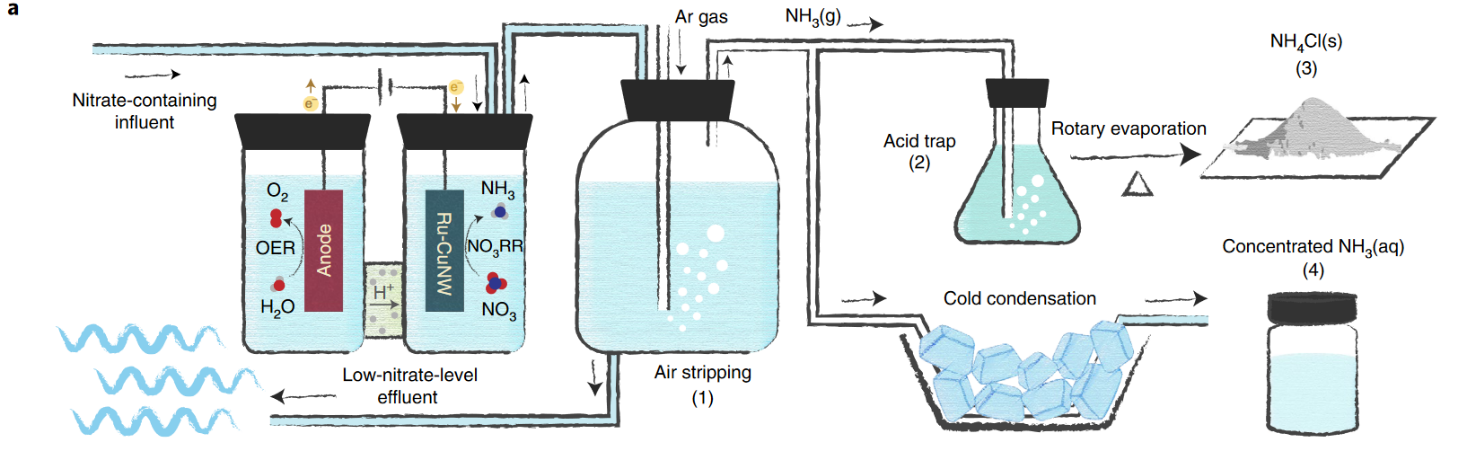 a
Ar gas
NH₃(g)
NH₄Cl(s)
(3)
Nitrate-containing
influent
e⁻
e⁻
Acid trap
(2)
Rotary evaporation
O₂
OER
H₂O
Anode
H⁺
Ru-CuNW
NH₃
NO₃RR
NO₃
Concentrated NH₃(aq)
(4)
Cold condensation
Low-nitrate-level
effluent
Air stripping
(1)